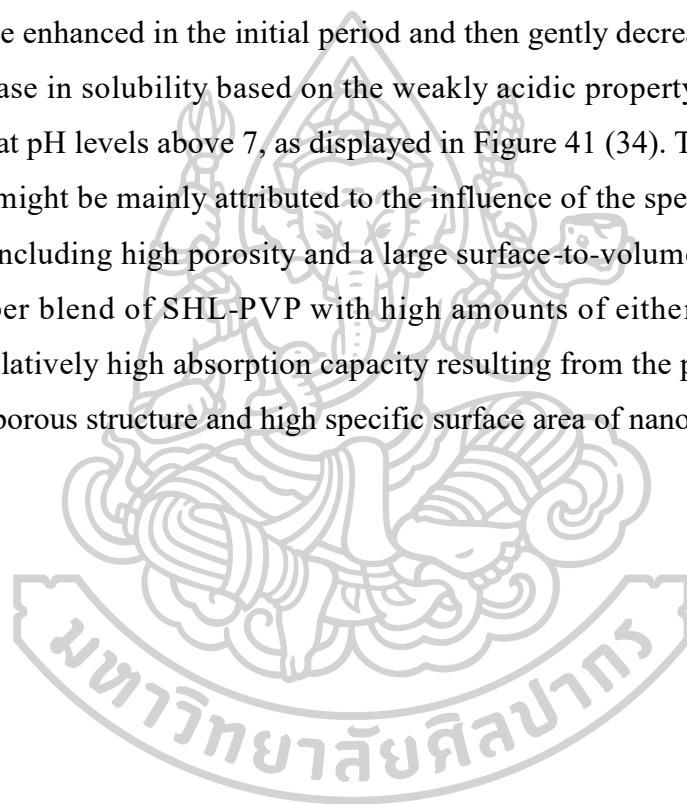 e enhanced in the initial period and then gently decrea
ase in solubility based on the weakly acidic property
at pH levels above 7, as displayed in Figure 41 (34). T
might be mainly attributed to the influence of the spe
ncluding high porosity and a large surface-to-volum
per blend of SHL-PVP with high amounts of either
latively high absorption capacity resulting from the p
porous structure and high specific surface area of nano
มหาวิทยาลัยศิลปากร